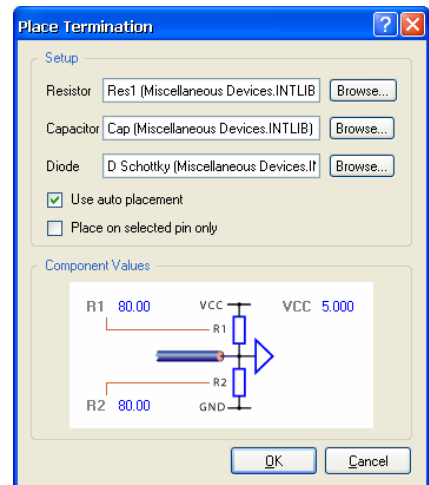 Place Termination
Setup
Resistor Res1 (Miscellaneous Devices.INTLIB Browse...
Capacitor Cap (Miscellaneous Devices.INTLIB) Browse...
Diode D Schottky (Miscellaneous Devices.II Browse...
Use auto placement
Place on selected pin only
Component Values
R1 80.00 VCC VCC 5.000
R1
R2
R2 80.00 GND
OK Cancel